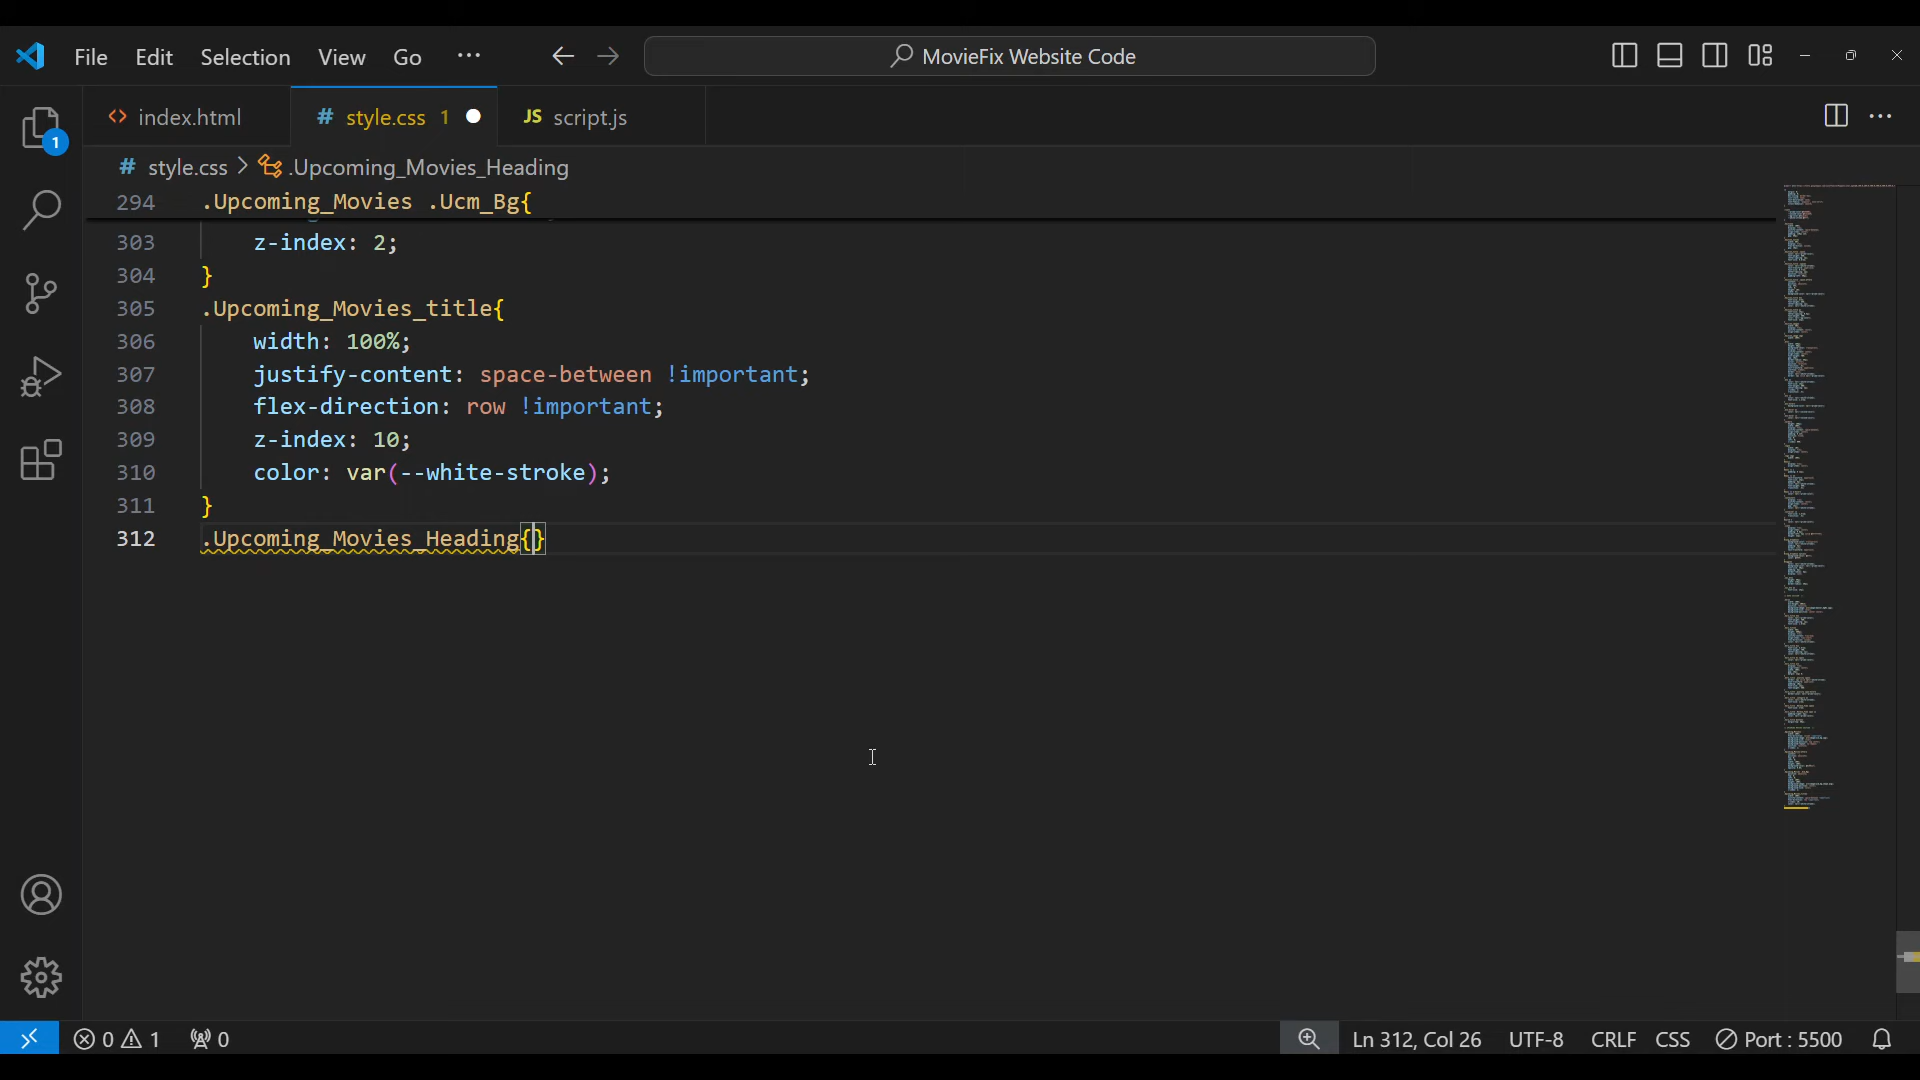 File Edit Selection View Go ··· MovieFix Website Code
index.html # style.css 1 JS script.js
# style.css > .Upcoming_Movies_Heading
294 .Upcoming_Movies .Ucm_Bg{
303 z-index: 2;
304 }
305 .Upcoming_Movies_title{
306 width: 100%;
307 justify-content: space-between !important;
308 flex-direction: row !important;
309 z-index: 10;
310 color: var(--white-stroke);
311 }
312 .Upcoming_Movies_Heading{}
1
0 1 0 Ln 312, Col 26 UTF-8 CRLF CSS Port : 5500